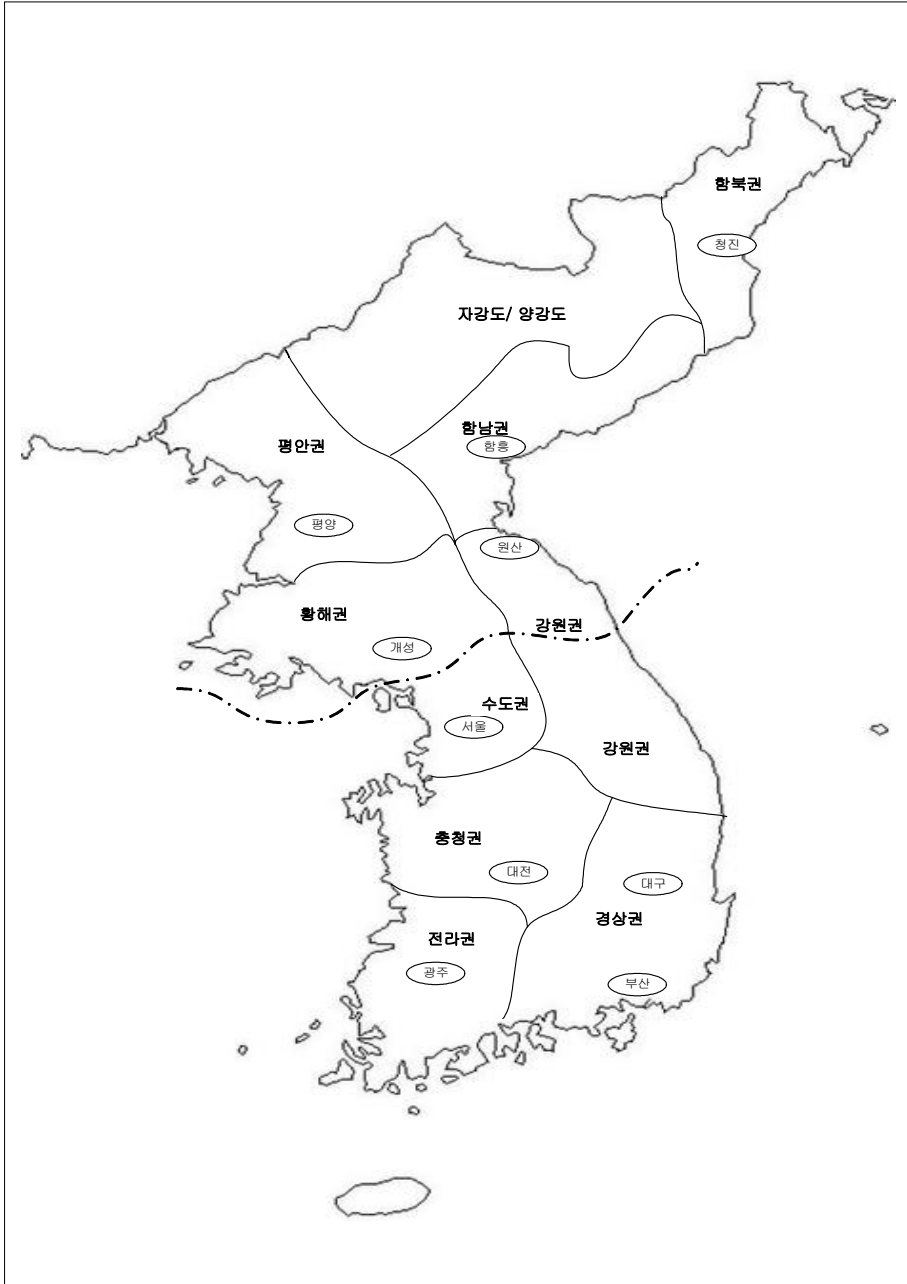 함북권
청진
자강도/ 양강도
함남권
함흥
평안권
평양
원산
황해권
강원권
개성
수도권
서울
강원권
충청권
대전
대구
경상권
전라권
광주
부산